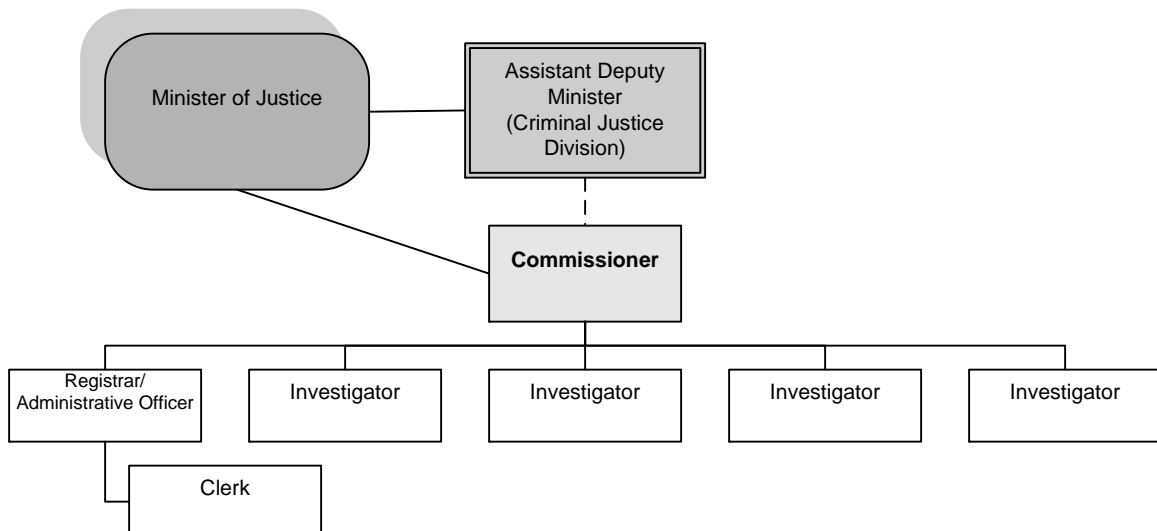 Minister of Justice
Assistant Deputy
Minister
(Criminal Justice
Division)
Commissioner
Registrar/
Administrative Officer
Investigator
Investigator
Investigator
Investigator
Clerk